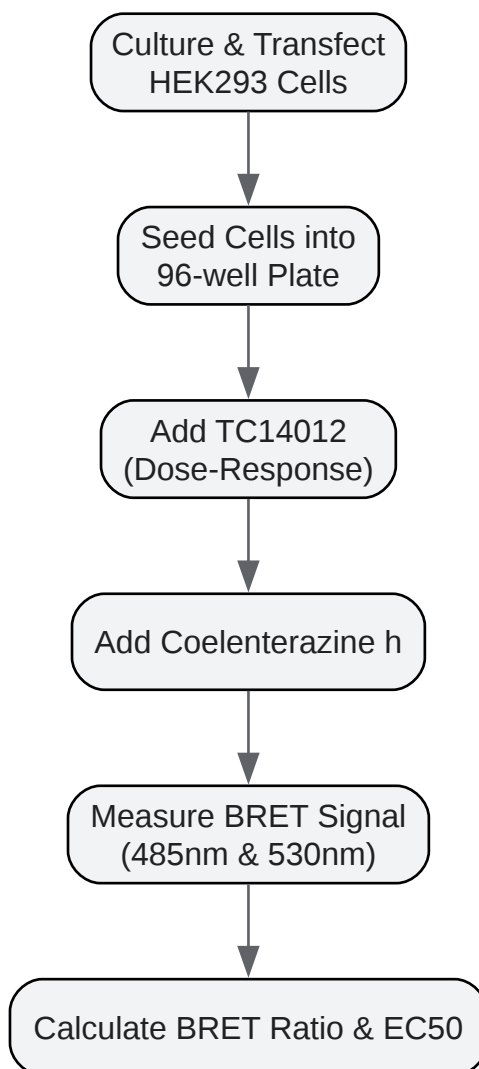 Culture & Transfect
HEK293 Cells
Seed Cells into
96-well Plate
Add TC14012
(Dose-Response)
Add Coelenterazine h
Measure BRET Signal
(485nm & 530nm)
Calculate BRET Ratio & EC50